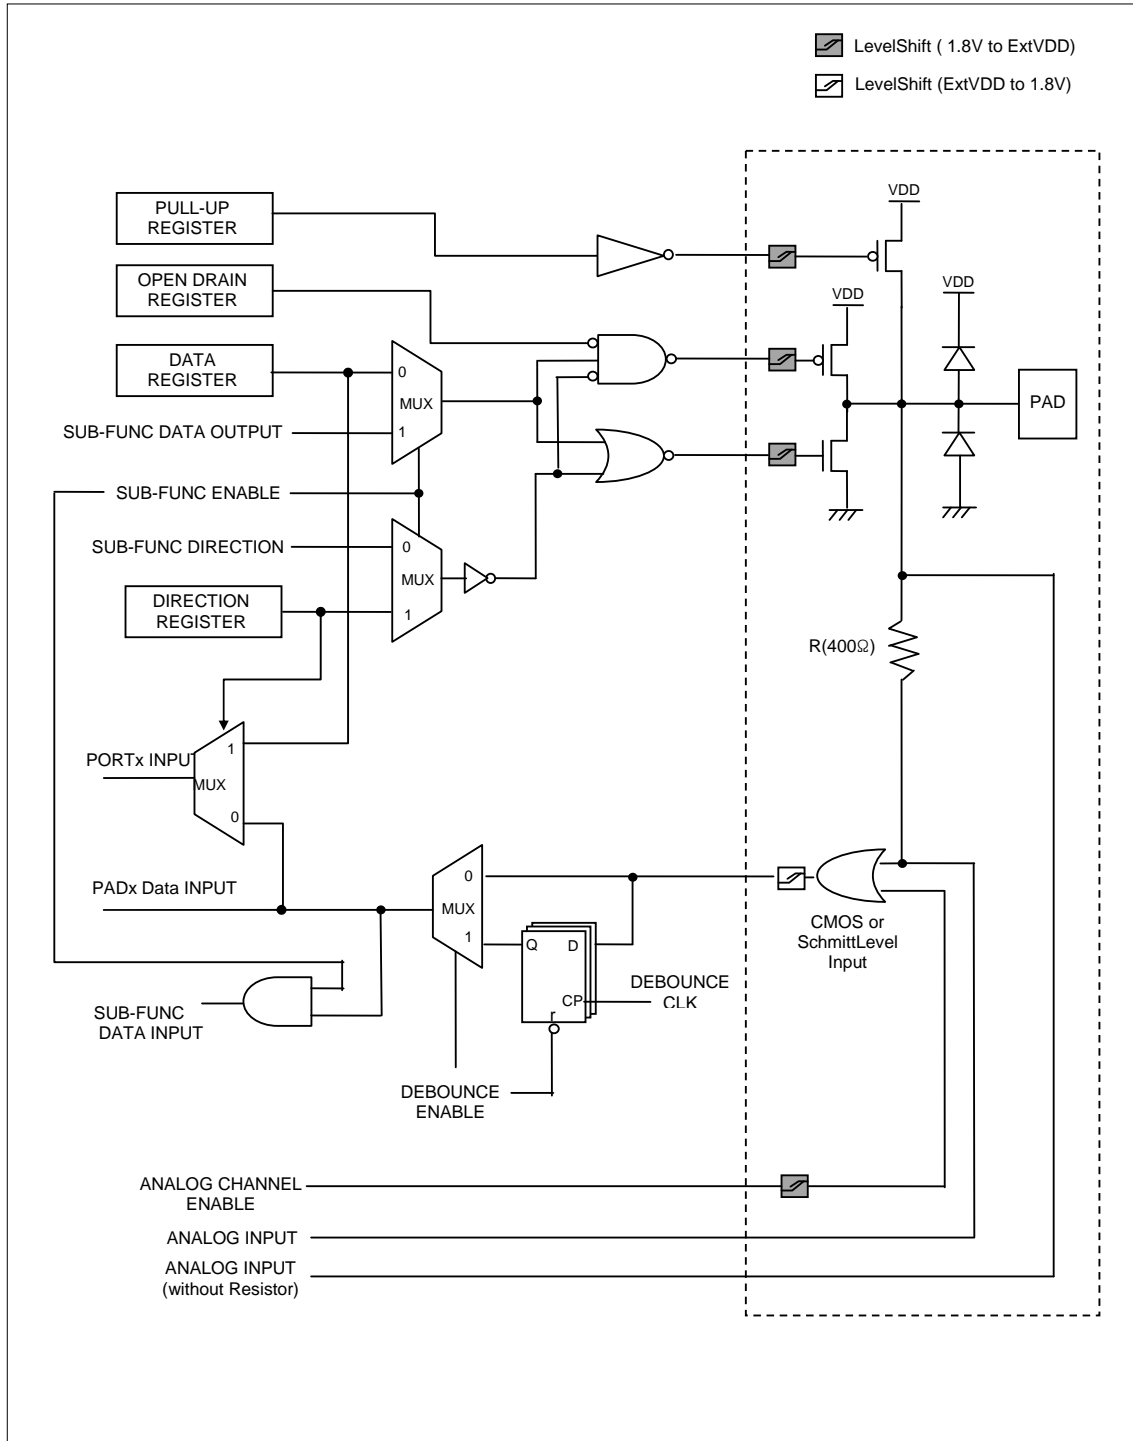 LevelShift ( 1.8V to ExtVDD)
LevelShift (ExtVDD to 1.8V)
VDD
PULL-UP
REGISTER
OPEN DRAIN
REGISTER
VDD
VDD
DATA
REGISTER
0
MUX
1
PAD
SUB-FUNC DATA OUTPUT
SUB-FUNC ENABLE
SUB-FUNC DIRECTION
0
MUX
1
DIRECTION
REGISTER
R(400Ω)
PORTx INPUT
1
MUX
0
PADx Data INPUT
0
MUX
1
Q
D
CP
r
CMOS or
SchmittLevel
Input
DEBOUNCE
CLK
SUB-FUNC
DATA INPUT
DEBOUNCE
ENABLE
ANALOG CHANNEL
ENABLE
ANALOG INPUT
ANALOG INPUT
(without Resistor)